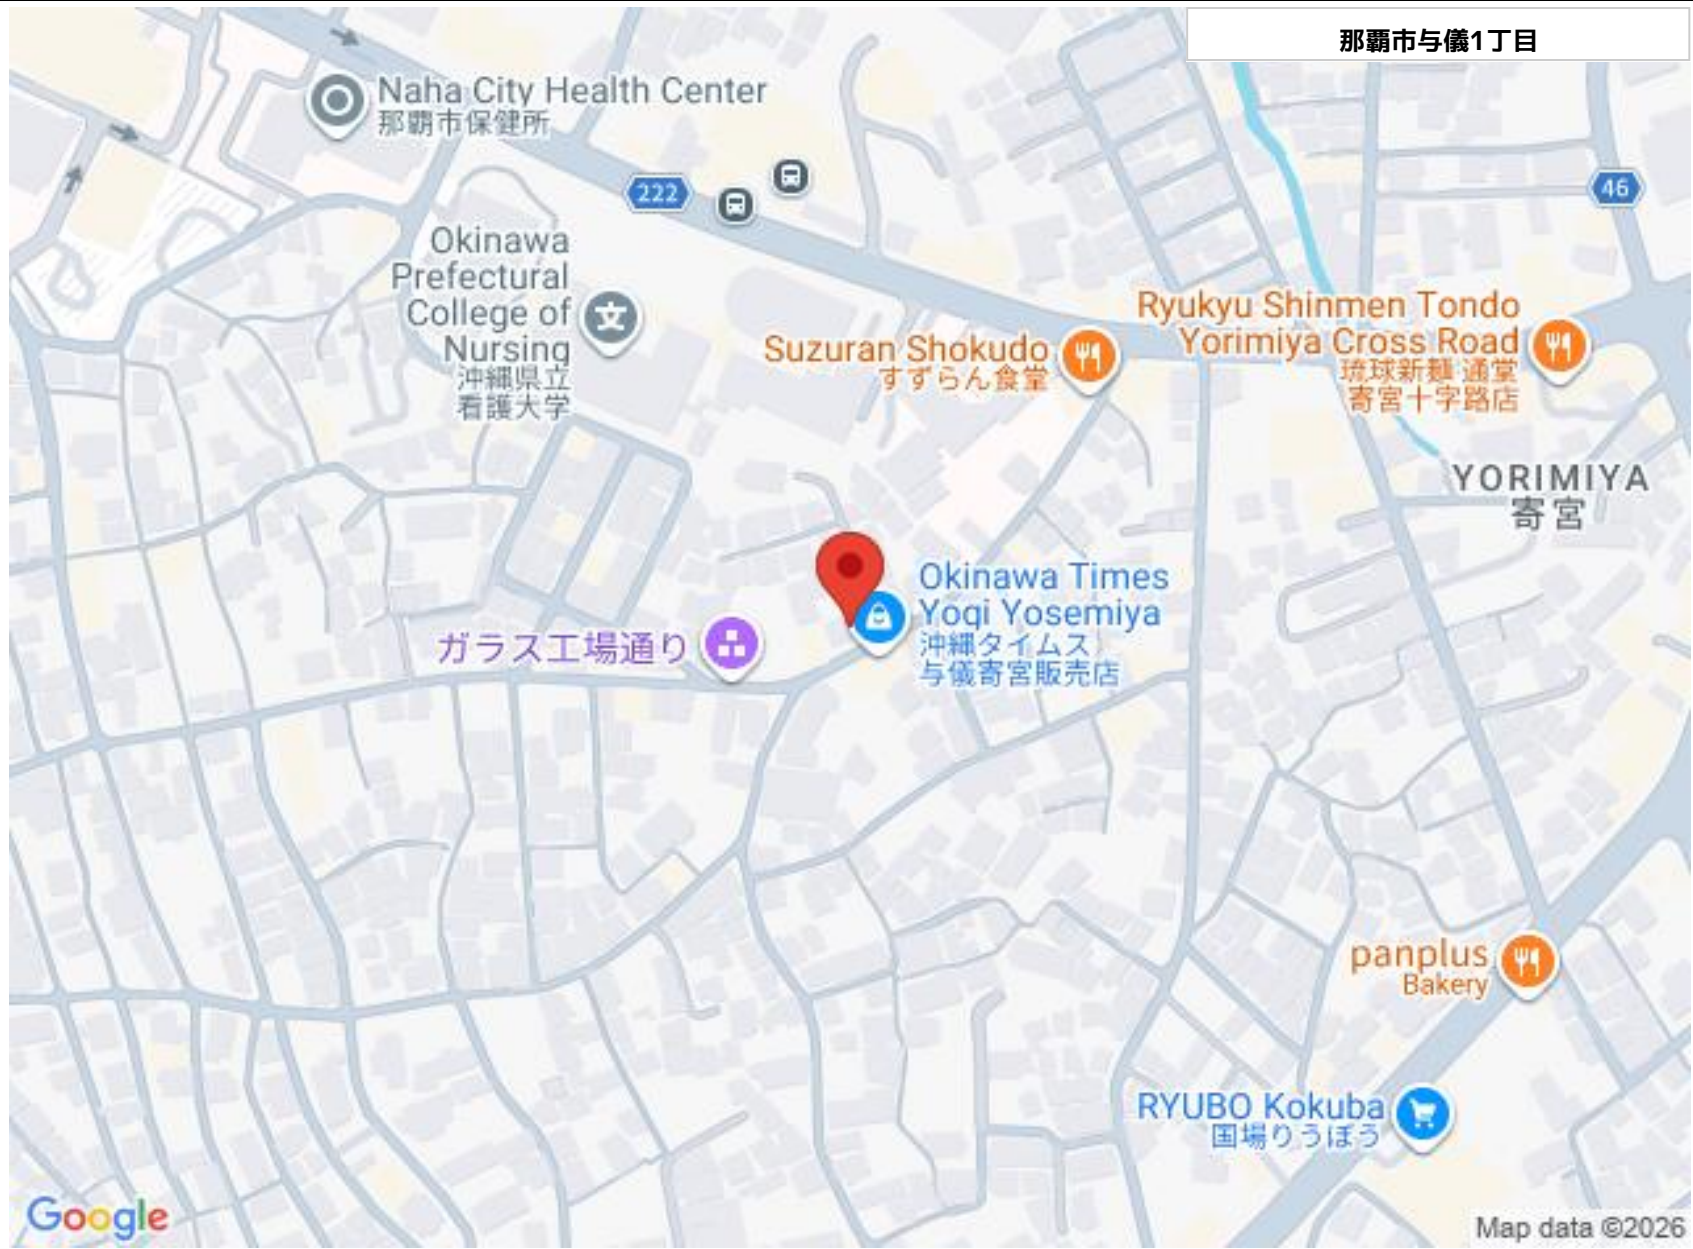 那覇市与儀1丁目
Naha City Health Center
那覇市保健所
222
46
Okinawa
Prefectural
College of
Nursing
沖縄県立
看護大学
Suzuran Shokudo
すずらん食堂
Ryukyu Shinmen Tondo
Yorimiya Cross Road
琉球新麺 通堂
寄宮十字路店
YORIMIYA
寄宮
Okinawa Times
Yogi Yosemiya
沖縄タイムス
与儀寄宮販売店
ガラス工場通り
panplus
Bakery
RYUBO Kokuba
国場りうぼう
Google
Map data ©2026